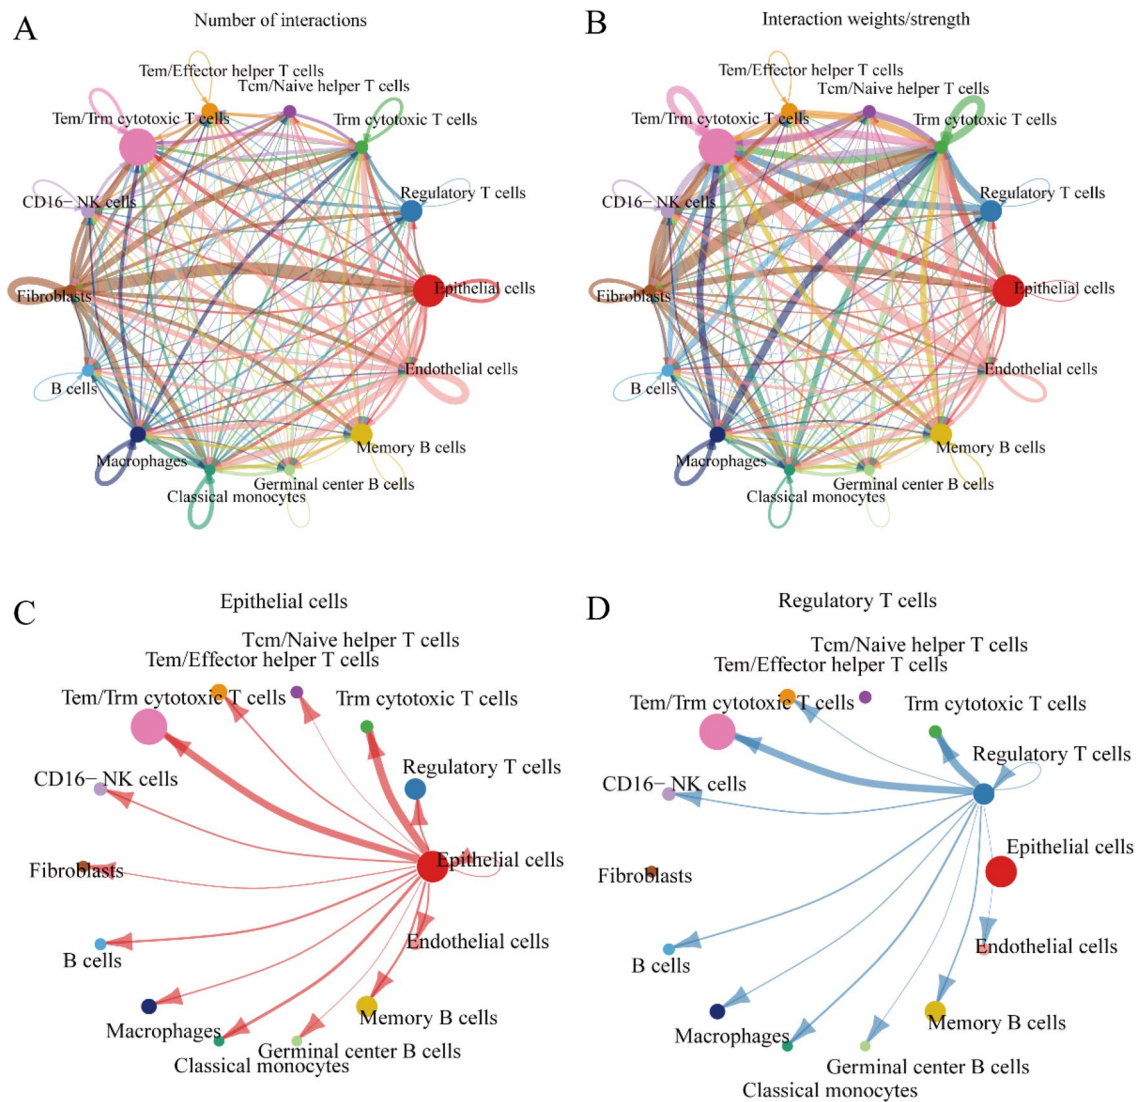 A
Number of interactions
Tem/Effector helper T cells
Tcm/Naive helper T cells
Tem/Trm cytotoxic T cells
Trm cytotoxic T cells
CD16− NK cells
Regulatory T cells
Fibroblasts
Epithelial cells
B cells
Endothelial cells
Macrophages
Memory B cells
Classical monocytes
Germinal center B cells
B
Interaction weights/strength
Tem/Effector helper T cells
Tcm/Naive helper T cells
Tem/Trm cytotoxic T cells
Trm cytotoxic T cells
CD16− NK cells
Regulatory T cells
Fibroblasts
Epithelial cells
B cells
Endothelial cells
Macrophages
Memory B cells
Classical monocytes
Germinal center B cells
C
Epithelial cells
Tcm/Naive helper T cells
Tem/Effector helper T cells
Tem/Trm cytotoxic T cells
Trm cytotoxic T cells
CD16− NK cells
Regulatory T cells
Fibroblasts
Epithelial cells
B cells
Endothelial cells
Macrophages
Memory B cells
Germinal center B cells
Classical monocytes
D
Regulatory T cells
Tcm/Naive helper T cells
Tem/Effector helper T cells
Tem/Trm cytotoxic T cells
Trm cytotoxic T cells
CD16− NK cells
Regulatory T cells
Fibroblasts
Epithelial cells
B cells
Endothelial cells
Macrophages
Memory B cells
Germinal center B cells
Classical monocytes